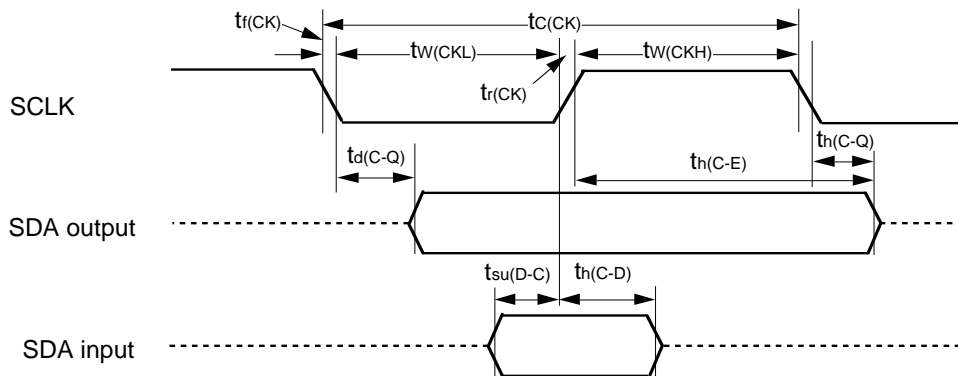 tf(CK)
tC(CK)
tW(CKL)
tW(CKH)
tr(CK)
SCLK
td(C-Q)
th(C-E)
th(C-Q)
SDA output
tsu(D-C)
th(C-D)
SDA input